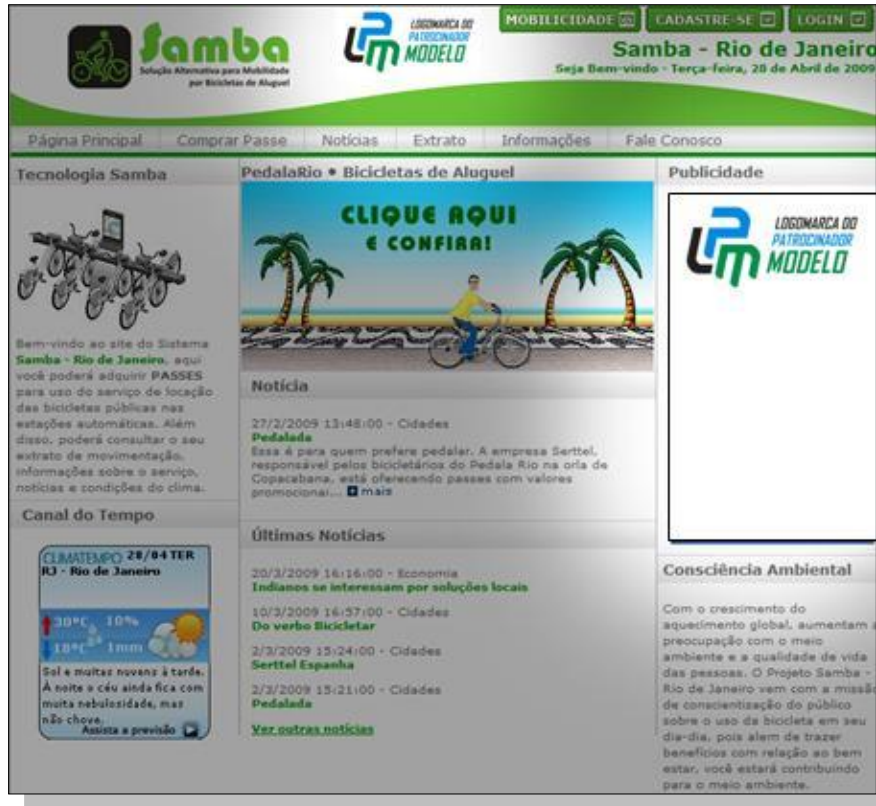 Samba
Solução Alternativa para Mobilidade
por Bicicletas de Aluguel
LPM
LOGOMARCA DO
PATROCINADOR
MODELO
MOBILICIDADE
CADASTRE-SE
LOGIN
Samba - Rio de Janeiro
Seja Bem-vindo - Terça-feira, 28 de Abril de 2009
Página Principal
Comprar Passe
Notícias
Extrato
Informações
Fale Conosco
Tecnologia Samba
Bem-vindo ao site do Sistema
Samba - Rio de Janeiro, aqui
você poderá adquirir PASSES
para uso do serviço de locação
das bicicletas públicas nas
estações automáticas. Além
disso, poderá consultar o seu
extrato de movimentação,
informações sobre o serviço,
notícias e condições do clima.
Canal do Tempo
CLIMATEMPO 28/04 TER
RJ - Rio de Janeiro
30°C 10%
18°C 1mm
Sol e muitas nuvens à tarde.
À noite o céu ainda fica com
muita nebulosidade, mas
não chove.
Assista a previsão
PedalaRio • Bicicletas de Aluguel
CLIQUE AQUI
E CONFIRA!
Notícia
27/2/2009 13:48:00 - Cidades
Pedalada
Essa é para quem prefere pedalar. A empresa Serttel,
responsável pelos bicicletários do Pedala Rio na orla de
Copacabana, está oferecendo passes com valores
promocionai... mais
Últimas Notícias
20/3/2009 16:16:00 - Economia
Indianos se interessam por soluções locais
10/3/2009 16:57:00 - Cidades
Do verbo Bicicletar
2/3/2009 15:24:00 - Cidades
Serttel Espanha
2/3/2009 15:21:00 - Cidades
Pedalada
Ver outras notícias
Publicidade
LPM
LOGOMARCA DO
PATROCINADOR
MODELO
Consciência Ambiental
Com o crescimento do
aquecimento global, aumentam a
preocupação com o meio
ambiente e a qualidade de vida
das pessoas. O Projeto Samba -
Rio de Janeiro vem com a missão
de conscientização do público
sobre o uso da bicicleta em seu
dia-dia, pois alem de trazer
benefícios com relação ao bem
estar, você estará contribuindo
para o meio ambiente.